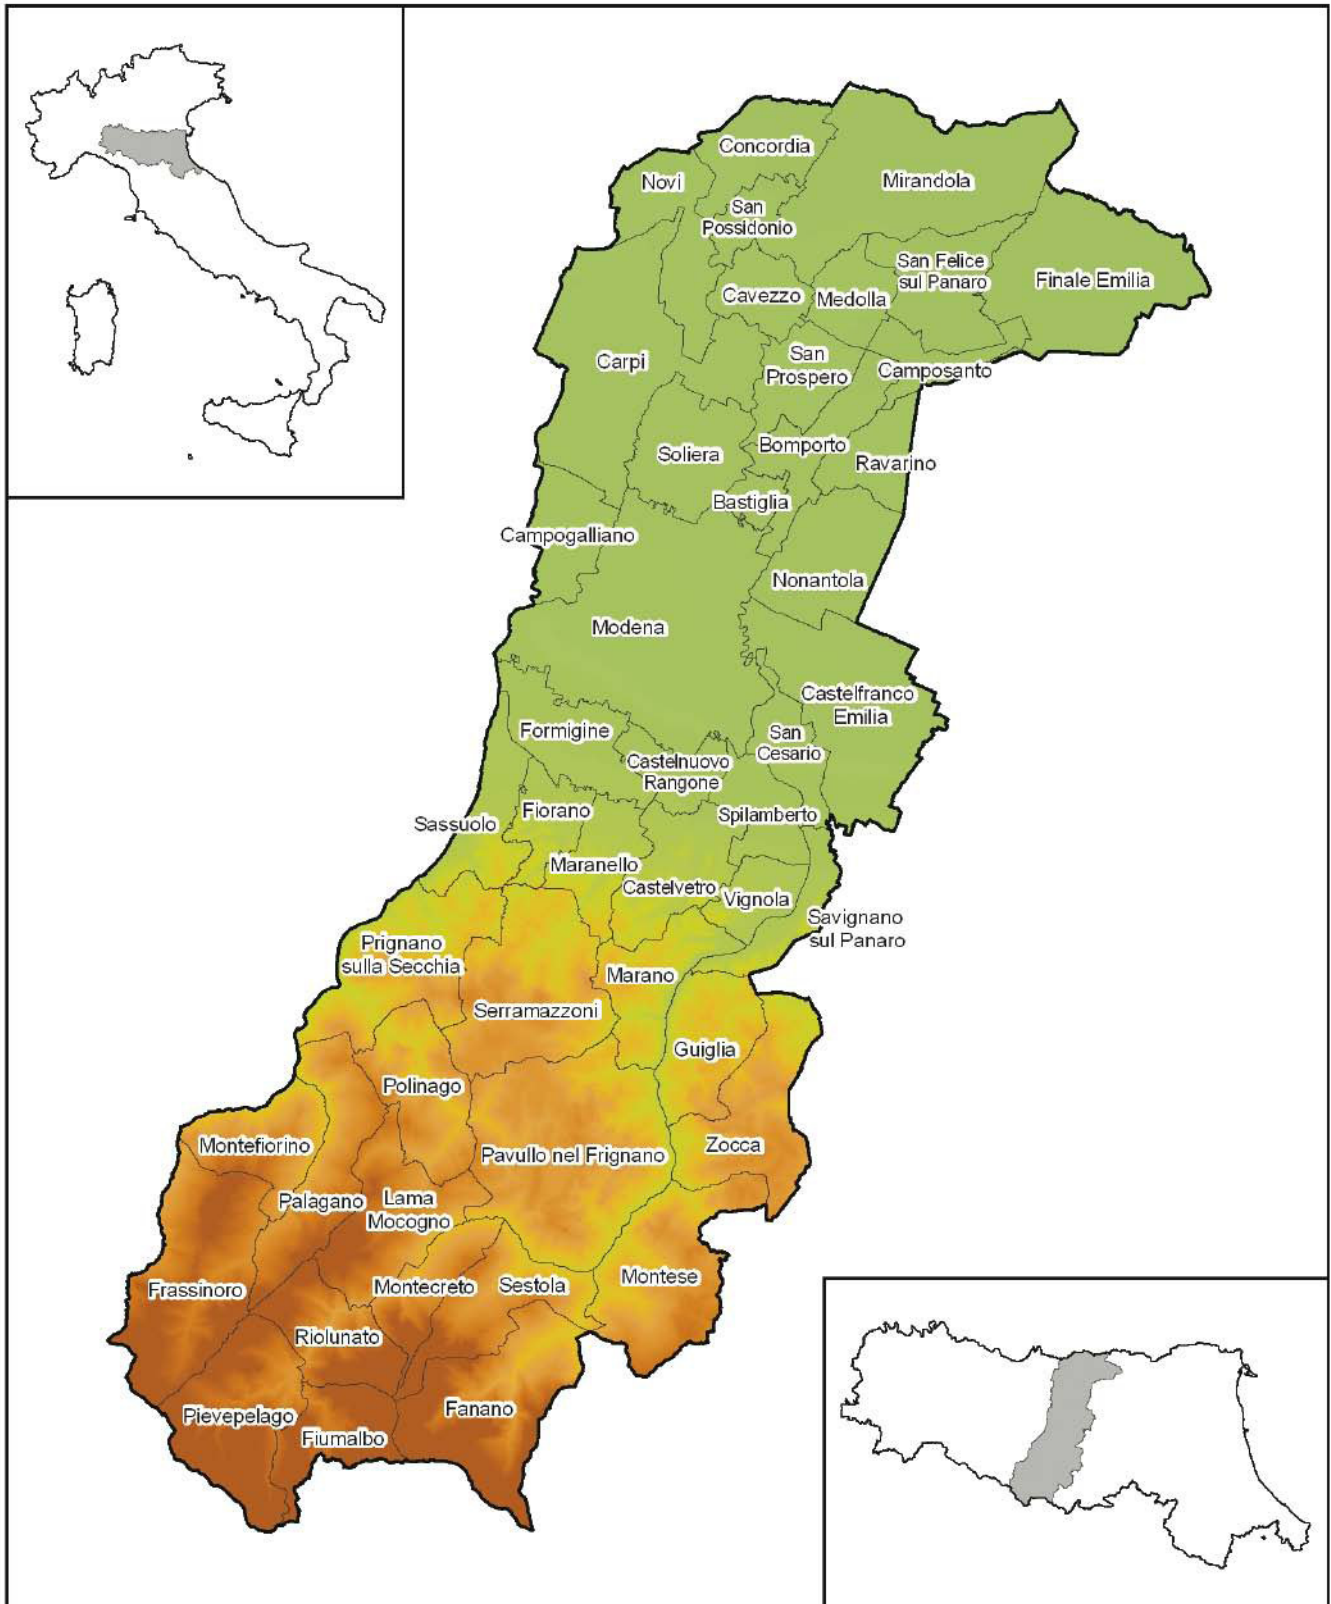 Concordia
Novi
Mirandola
San
Possidonio
San Felice
sul Panaro
Finale Emilia
Cavezzo
Medolla
Carpi
San
Prospero
Camposanto
Soliera
Bomporto
Ravarino
Bastiglia
Campogalliano
Nonantola
Modena
Castelfranco
Emilia
Formigine
San
Cesario
Castelnuovo
Rangone
Fiorano
Spilamberto
Sassuolo
Maranello
Castelvetro
Vignola
Savignano
sul Panaro
Prignano
sulla Secchia
Marano
Serramazzoni
Guiglia
Polinago
Montefiorino
Pavullo nel Frignano
Zocca
Palagano
Lama
Mocogno
Frassinoro
Montecreto
Sestola
Montese
Riolunato
Pievepelago
Fanano
Fiumalbo